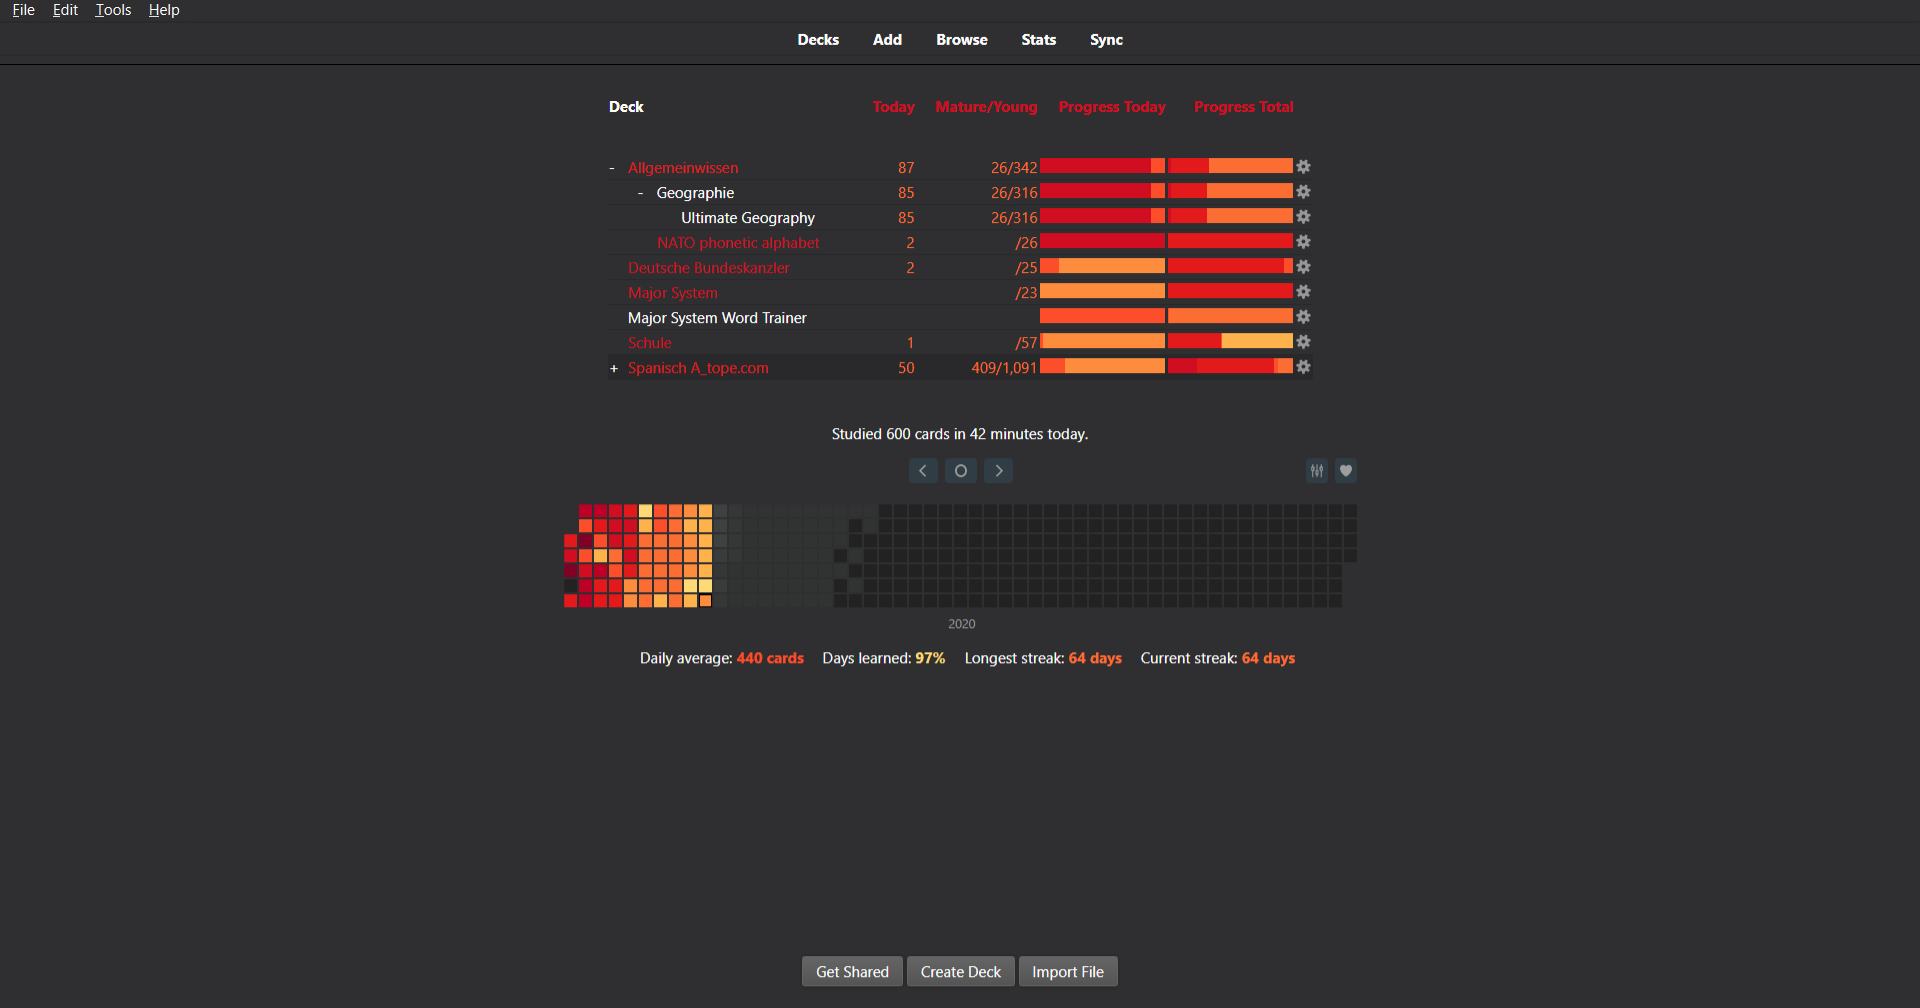 File Edit Tools Help
Decks Add Browse Stats Sync
Deck Today Mature/Young Progress Today Progress Total
- Allgemeinwissen 87 26/342
- Geographie 85 26/316
Ultimate Geography 85 26/316
NATO phonetic alphabet 2 /26
Deutsche Bundeskanzler 2 /25
Major System /23
Major System Word Trainer
Schule 1 /57
+ Spanisch A_tope.com 50 409/1,091
Studied 600 cards in 42 minutes today.
2020
Daily average: 440 cards Days learned: 97% Longest streak: 64 days Current streak: 64 days
Get Shared Create Deck Import File